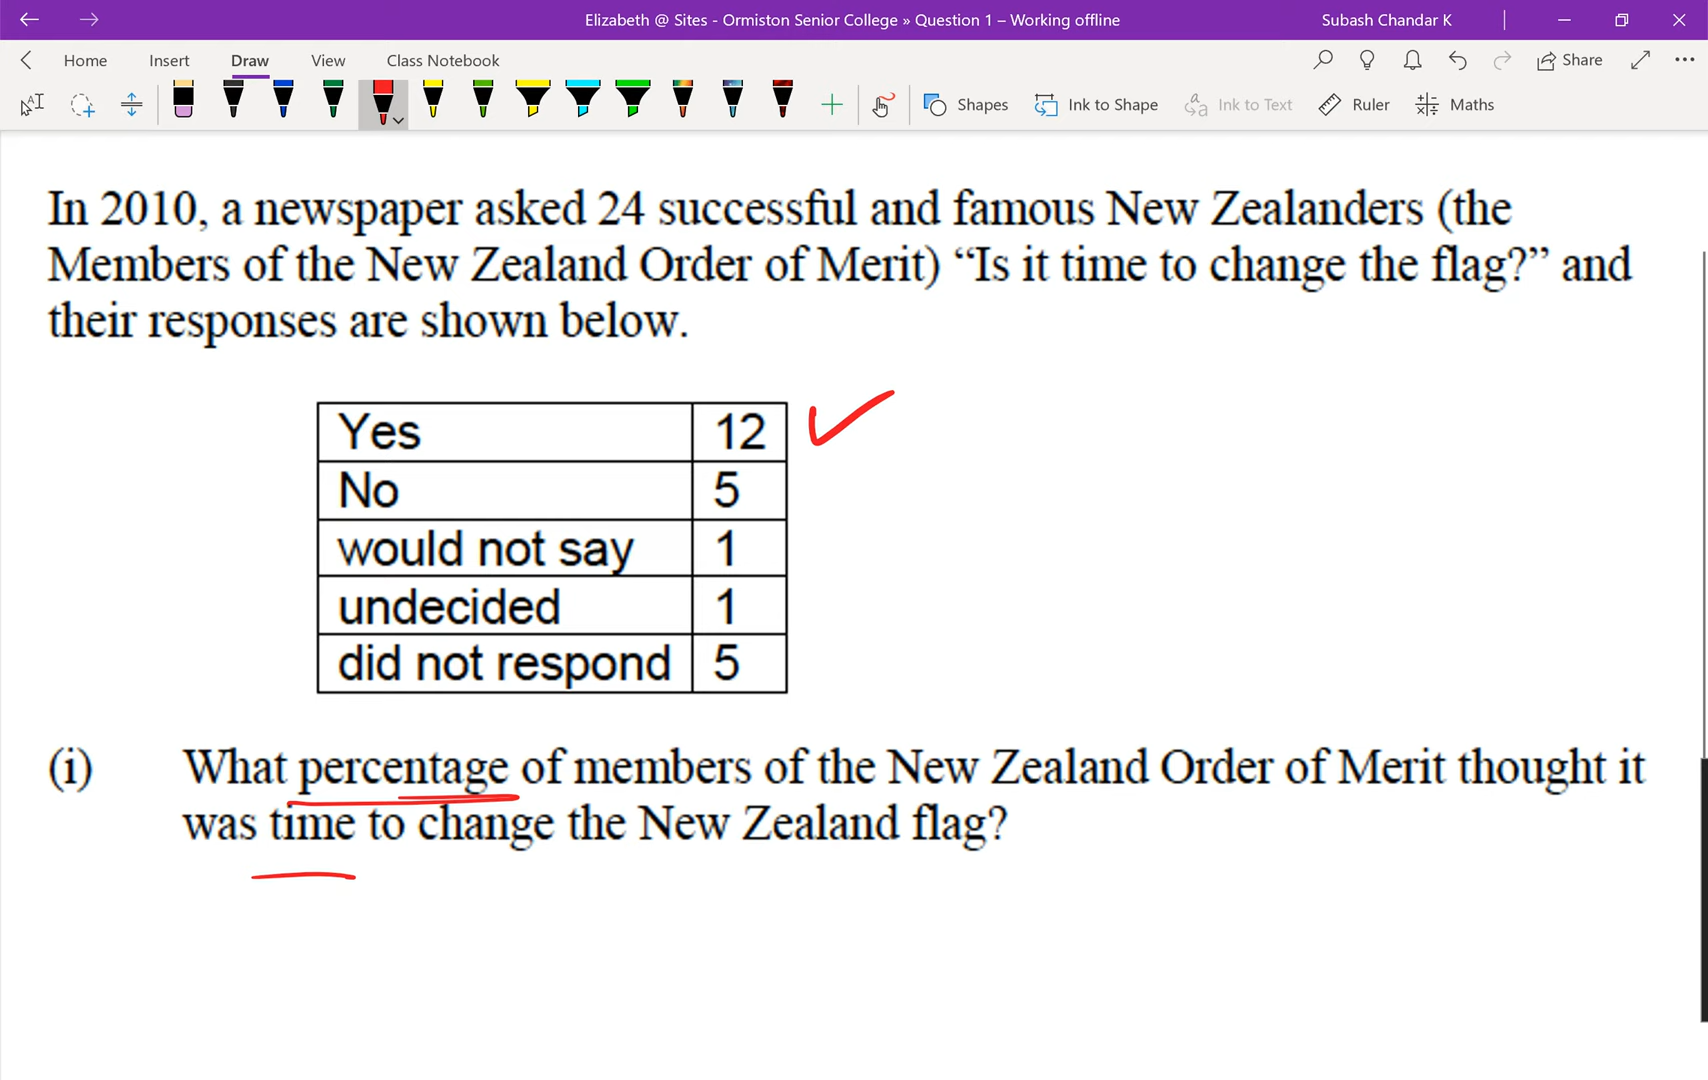 Elizabeth @ Sites - Ormiston Senior College » Question 1 – Working offline
Subash Chandar K
Home
Insert
Draw
View
Class Notebook
Share
Shapes
Ink to Shape
Ink to Text
Ruler
Maths
In 2010, a newspaper asked 24 successful and famous New Zealanders (the
Members of the New Zealand Order of Merit) “Is it time to change the flag?” and
their responses are shown below.
Yes 12
No 5
would not say 1
undecided 1
did not respond 5
(i) What percentage of members of the New Zealand Order of Merit thought it
was time to change the New Zealand flag?